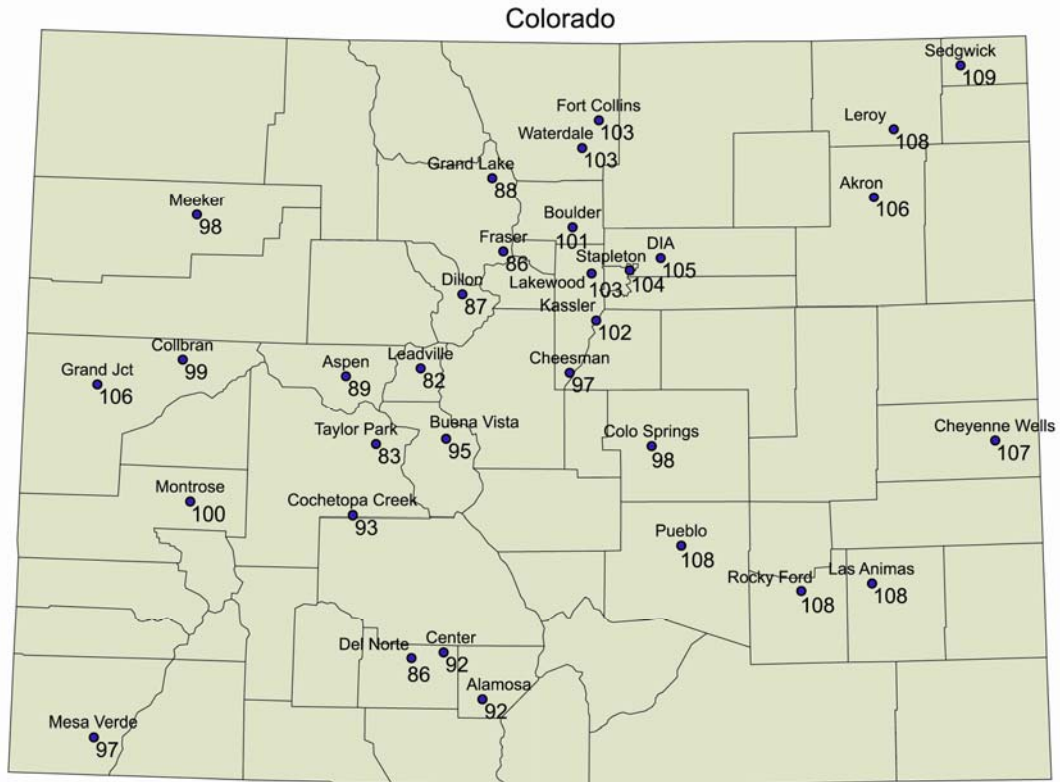 Colorado
Sedgwick
109
Fort Collins
103
Leroy
108
Waterdale
103
Grand Lake
88
Meeker
98
Akron
106
Boulder
101
Fraser
86
DIA
105
Stapleton
104
Lakewood
103
Dillon
87
Kassler
102
Collbran
99
Grand Jct
106
Aspen
89
Leadville
82
Cheesman
97
Taylor Park
83
Buena Vista
95
Colo Springs
98
Cheyenne Wells
107
Montrose
100
Cochetopa Creek
93
Pueblo
108
Rocky Ford
108
Las Animas
108
Del Norte
86
Center
92
Alamosa
92
Mesa Verde
97